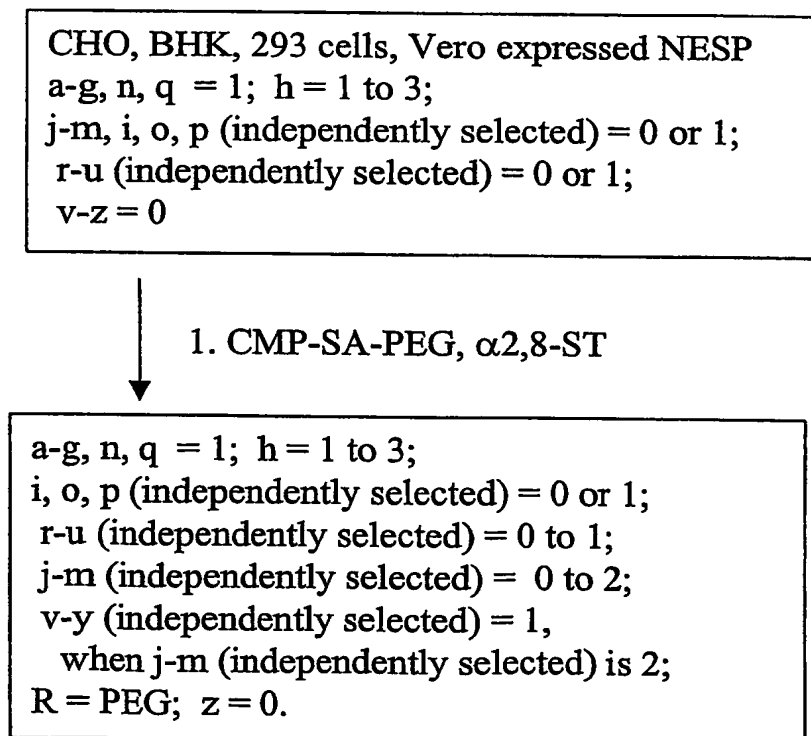 CHO, BHK, 293 cells, Vero expressed NESP
a-g, n, q = 1; h = 1 to 3;
j-m, i, o, p (independently selected) = 0 or 1;
r-u (independently selected) = 0 or 1;
v-z = 0
1. CMP-SA-PEG, α2,8-ST
a-g, n, q = 1; h = 1 to 3;
i, o, p (independently selected) = 0 or 1;
r-u (independently selected) = 0 to 1;
j-m (independently selected) = 0 to 2;
v-y (independently selected) = 1,
when j-m (independently selected) is 2;
R = PEG; z = 0.